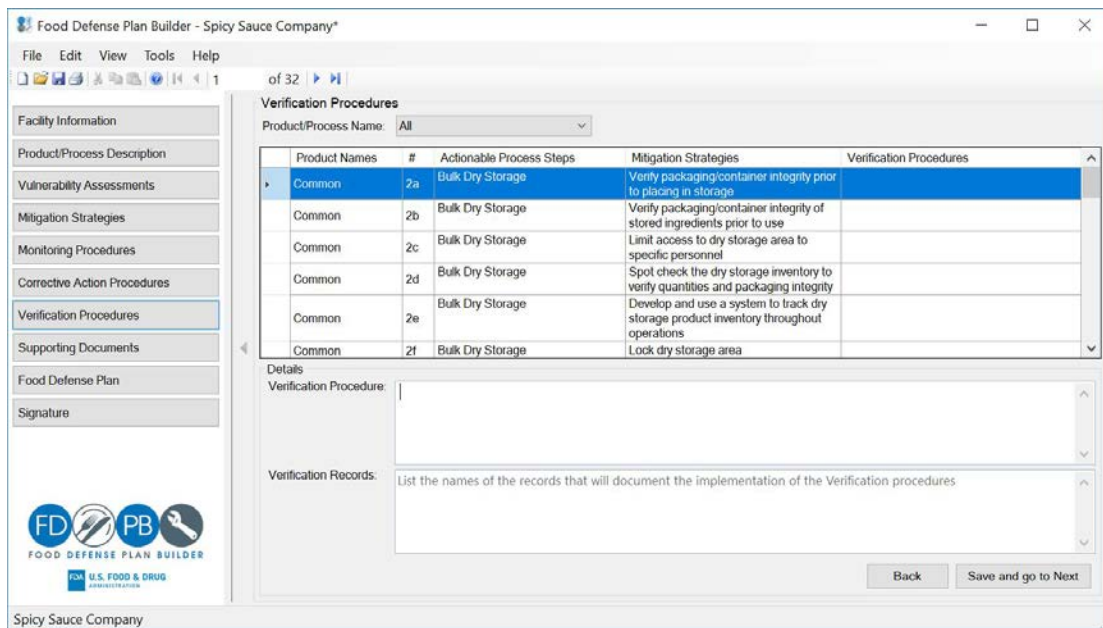 Food Defense Plan Builder - Spicy Sauce Company*
File Edit View Tools Help
1 of 32
Facility Information
Product/Process Description
Vulnerability Assessments
Mitigation Strategies
Monitoring Procedures
Corrective Action Procedures
Verification Procedures
Supporting Documents
Food Defense Plan
Signature
FD PB
FOOD DEFENSE PLAN BUILDER
FDA U.S. FOOD & DRUG
ADMINISTRATION
Verification Procedures
Product/Process Name: All
Product Names # Actionable Process Steps Mitigation Strategies Verification Procedures
Common 2a Bulk Dry Storage Verify packaging/container integrity prior
to placing in storage
Common 2b Bulk Dry Storage Verify packaging/container integrity of
stored ingredients prior to use
Common 2c Bulk Dry Storage Limit access to dry storage area to
specific personnel
Common 2d Bulk Dry Storage Spot check the dry storage inventory to
verify quantities and packaging integrity
Common 2e Bulk Dry Storage Develop and use a system to track dry
storage product inventory throughout
operations
Common 2f Bulk Dry Storage Lock dry storage area
Details
Verification Procedure:
Verification Records: List the names of the records that will document the implementation of the Verification procedures
Back Save and go to Next
Spicy Sauce Company